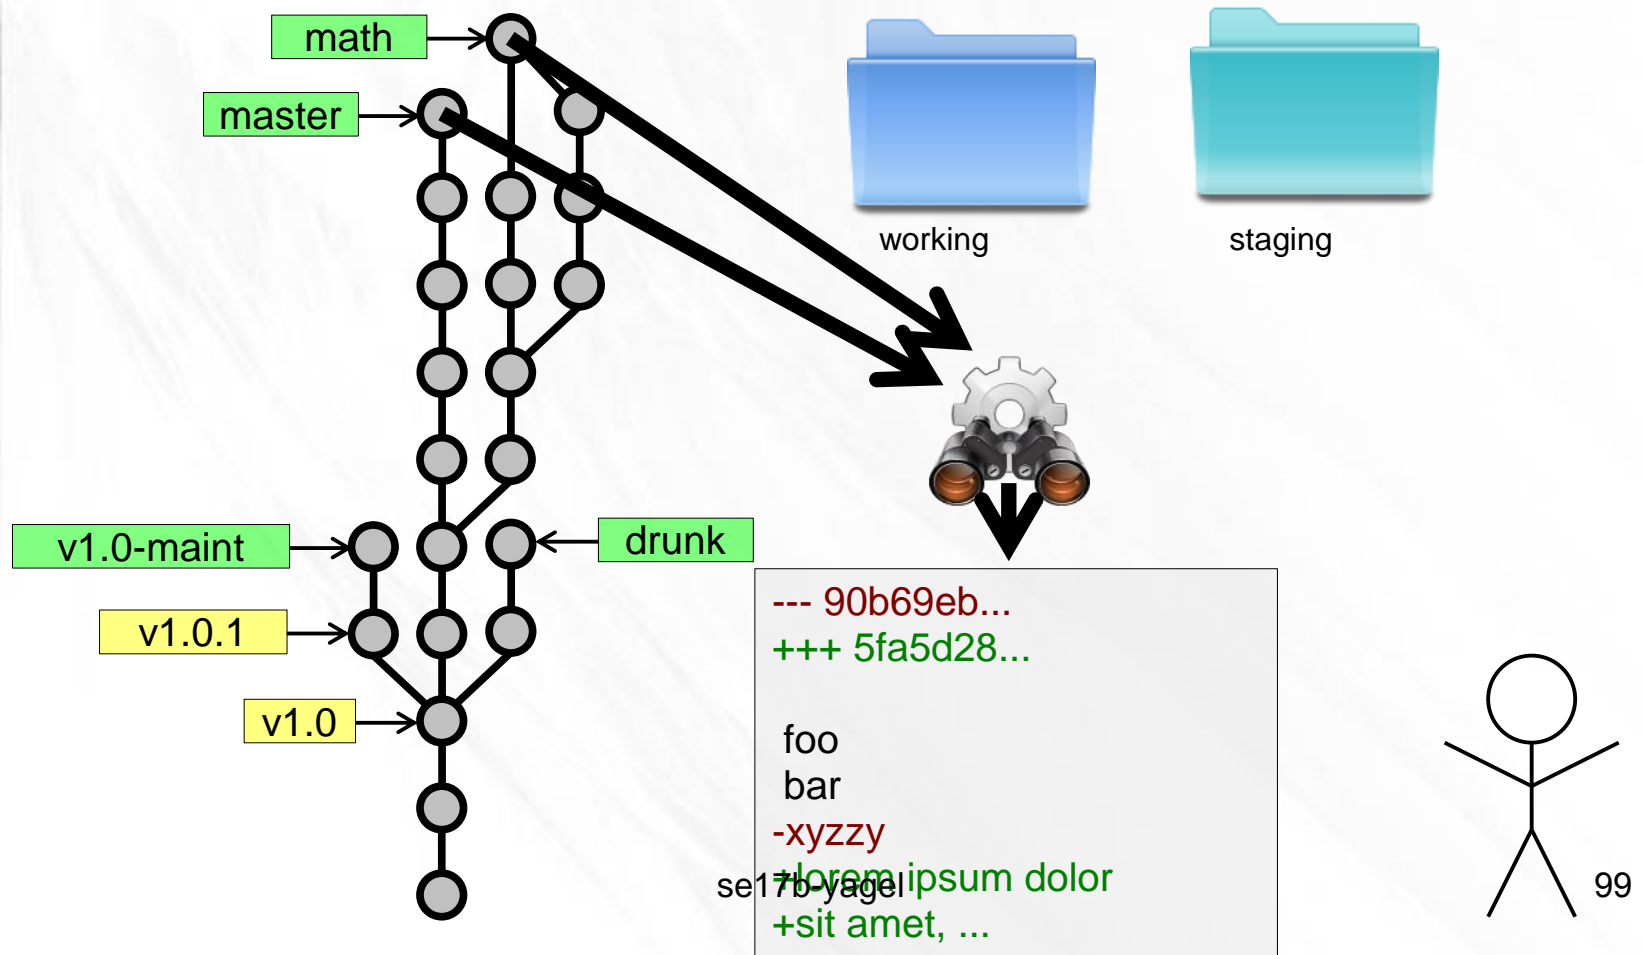 math
master
working
staging
v1.0-maint
drunk
v1.0.1
v1.0
--- 90b69eb...
+++ 5fa5d28...
foo
bar
-xyzzy
+lorem ipsum dolor
+sit amet, ...
se17b-yagel
99